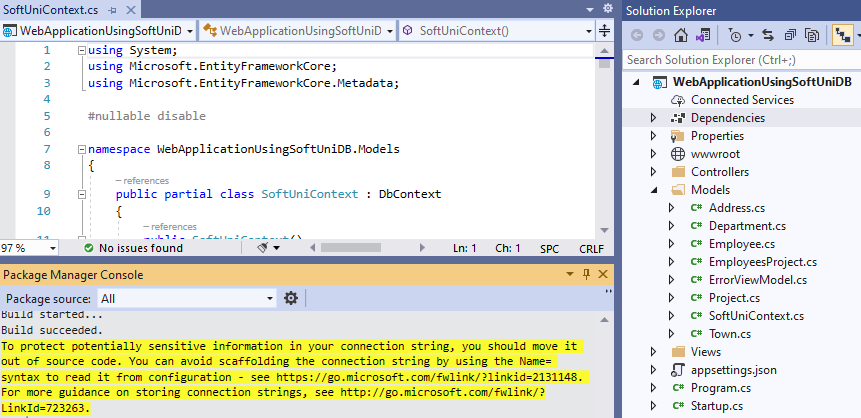 SoftUniContext.cs
WebApplicationUsingSoftUniDB
WebApplicationUsingSoftUniD
SoftUniContext()
1 using System;
2 using Microsoft.EntityFrameworkCore;
3 using Microsoft.EntityFrameworkCore.Metadata;
4
5 #nullable disable
6
7 namespace WebApplicationUsingSoftUniDB.Models
8 {
– references
9 public partial class SoftUniContext : DbContext
10 {
– references
11 public SoftUniContext()
97 %
No issues found
Ln: 1
Ch: 1
SPC
CRLF
Package Manager Console
Package source: All
Build started...
Build succeeded.
To protect potentially sensitive information in your connection string, you should move it
out of source code. You can avoid scaffolding the connection string by using the Name=
syntax to read it from configuration - see https://go.microsoft.com/fwlink/?linkid=2131148.
For more guidance on storing connection strings, see http://go.microsoft.com/fwlink/?
LinkId=723263.
Solution Explorer
Search Solution Explorer (Ctrl+;)
WebApplicationUsingSoftUniDB
Connected Services
Dependencies
Properties
wwwroot
Controllers
Models
C# Address.cs
C# Department.cs
C# Employee.cs
C# EmployeesProject.cs
C# ErrorViewModel.cs
C# Project.cs
C# SoftUniContext.cs
C# Town.cs
Views
appsettings.json
C# Program.cs
C# Startup.cs